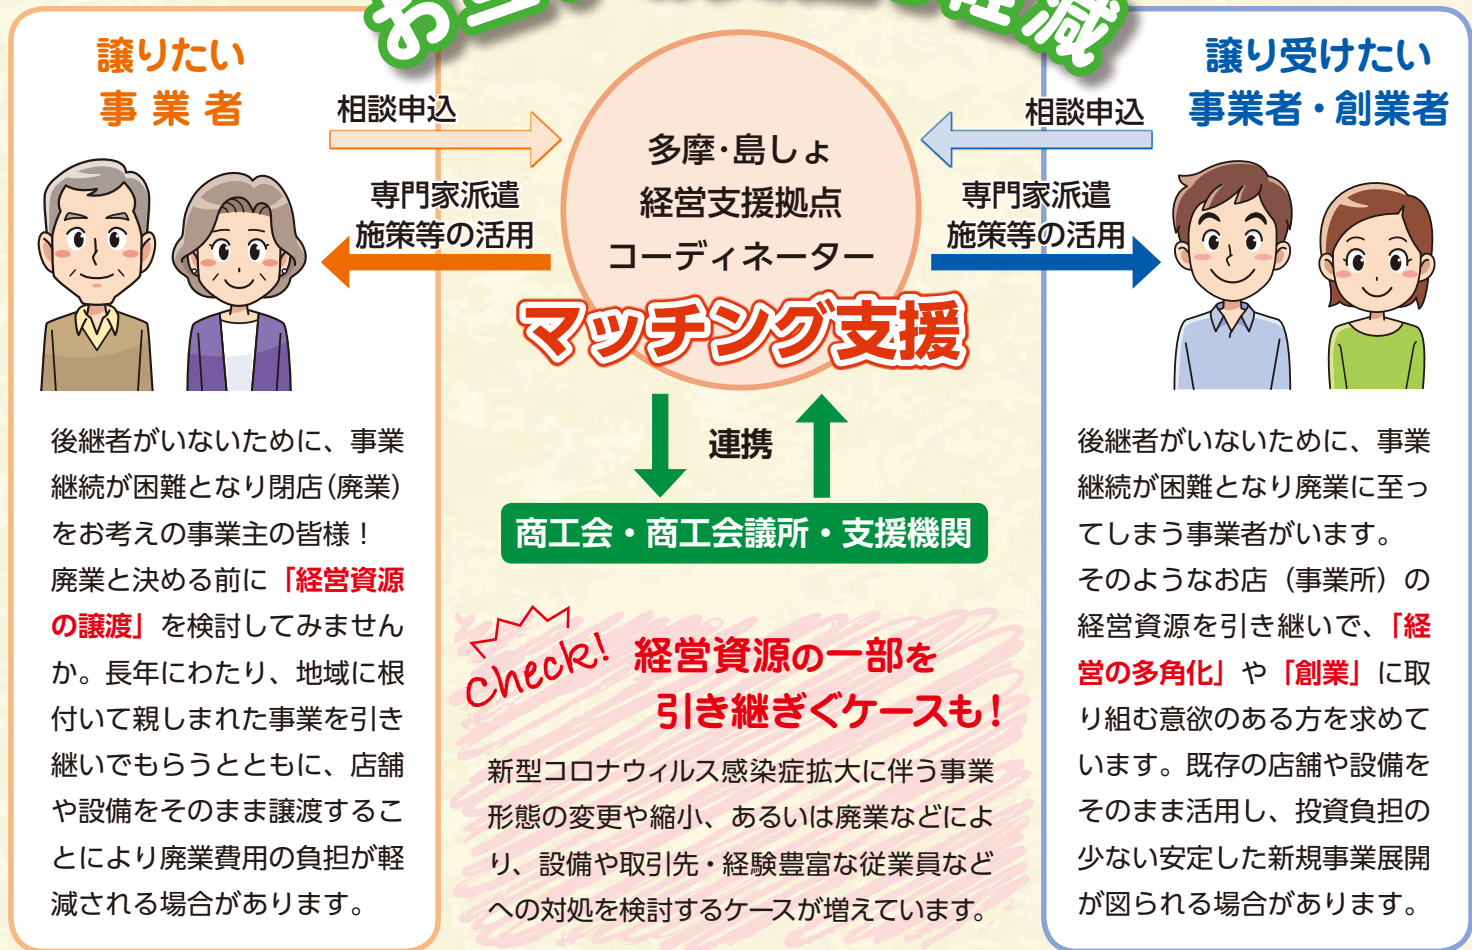 譲りたい
事業者
相談申込
専門家派遣
施策等の活用
後継者がいないために、事業
継続が困難となり閉店（廃業）
をお考えの事業主の皆様！
廃業と決める前に「経営資源
の譲渡」を検討してみません
か。長年にわたり、地域に根
付いて親しまれた事業を引き
継いでもらうとともに、店舗
や設備をそのまま譲渡するこ
とにより廃業費用の負担が軽
減される場合があります。
軽減
多摩・島しょ
経営支援拠点
コーディネーター
マッチング支援
連携
商工会・商工会議所・支援機関
check!
経営資源の一部を
引き継ぐケースも！
新型コロナウィルス感染症拡大に伴う事業
形態の変更や縮小、あるいは廃業などによ
り、設備や取引先・経験豊富な従業員など
への対処を検討するケースが増えています。
譲り受けたい
事業者・創業者
相談申込
専門家派遣
施策等の活用
後継者がいないために、事業
継続が困難となり廃業に至っ
てしまう事業者がいます。
そのようなお店（事業所）の
経営資源を引き継いで、「経
営の多角化」や「創業」に取
り組む意欲のある方を求めて
います。既存の店舗や設備を
そのまま活用し、投資負担の
少ない安定した新規事業展開
が図られる場合があります。